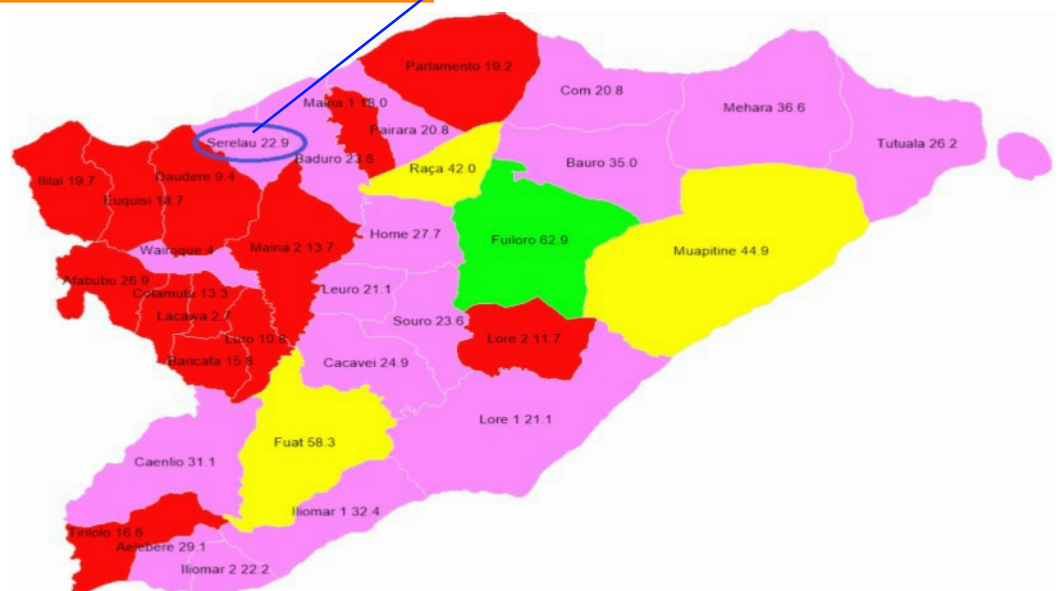 Parlamento 19.2
Com 20.8
Mehara 36.6
Maina 1 18.0
Pairara 20.8
Serelau 22.9
Tutuala 26.2
Baduro 23.6
Raça 42.0
Bauro 35.0
Ililai 19.7
Daudere 9.4
Euquisi 18.7
Home 27.7
Fuiloro 62.9
Maina 2 13.7
Muapitine 44.9
Wairoque 4
Afabubu 26.9
Leuro 21.1
Cotamutu 13.3
Lacawa 2.7
Souro 23.6
Luro 10.8
Lore 2 11.7
Baricafa 15.8
Cacavei 24.9
Lore 1 21.1
Fuat 58.3
Caenlio 31.1
Iliomar 1 32.4
Tirilolo 16.6
Aelebere 29.1
Iliomar 2 22.2